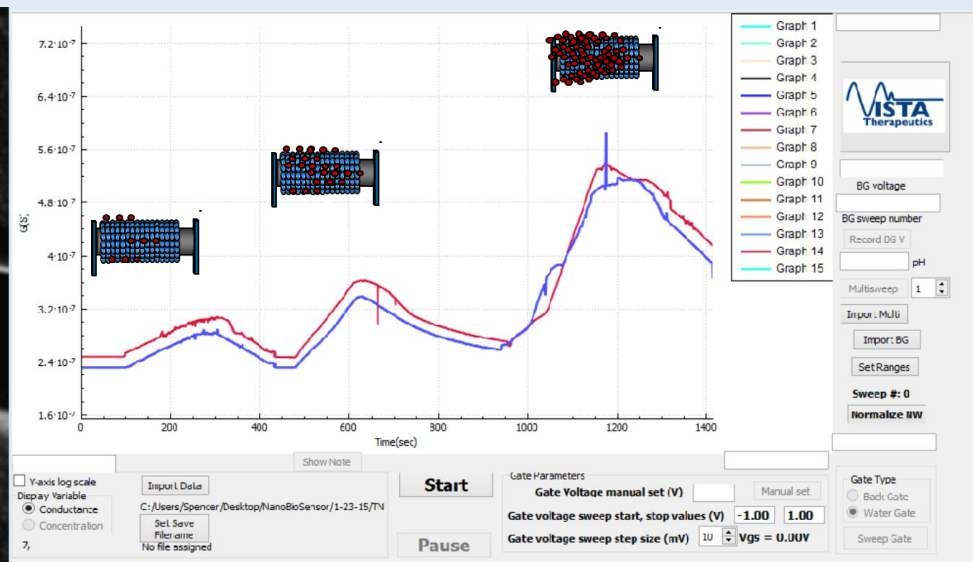 7.2·10⁻⁷
6.4·10⁻⁷
5.6·10⁻⁷
4.8·10⁻⁷
4·10⁻⁷
3.2·10⁻⁷
2.4·10⁻⁷
1.6·10⁻⁷
G(S)
0 200 400 600 800 1000 1200 1400
Time(sec)
Graph 1
Graph 2
Graph 3
Graph 4
Graph 5
Graph 6
Graph 7
Graph 8
Graph 9
Graph 10
Graph 11
Graph 12
Graph 13
Graph 14
Graph 15
VISTA
Therapeutics
BG voltage
BG sweep number
Record BG V
pH
Multisweep 1
Import Multi
Import BG
Set Ranges
Sweep #: 0
Normalize NW
Show Note
Y-axis log scale
Display Variable
Conductance
Concentration
7,
Import Data
C:/Users/Spencer/Desktop/NanoBioSensor/1-23-15/TN
Set Save
Filename
No file assigned
Start
Pause
Gate Parameters
Gate Voltage manual set (V) Manual set
Gate voltage sweep start, stop values (V) -1.00 1.00
Gate voltage sweep step size (mV) 10 Vgs = 0.00V
Gate Type
Back Gate
Water Gate
Sweep Gate